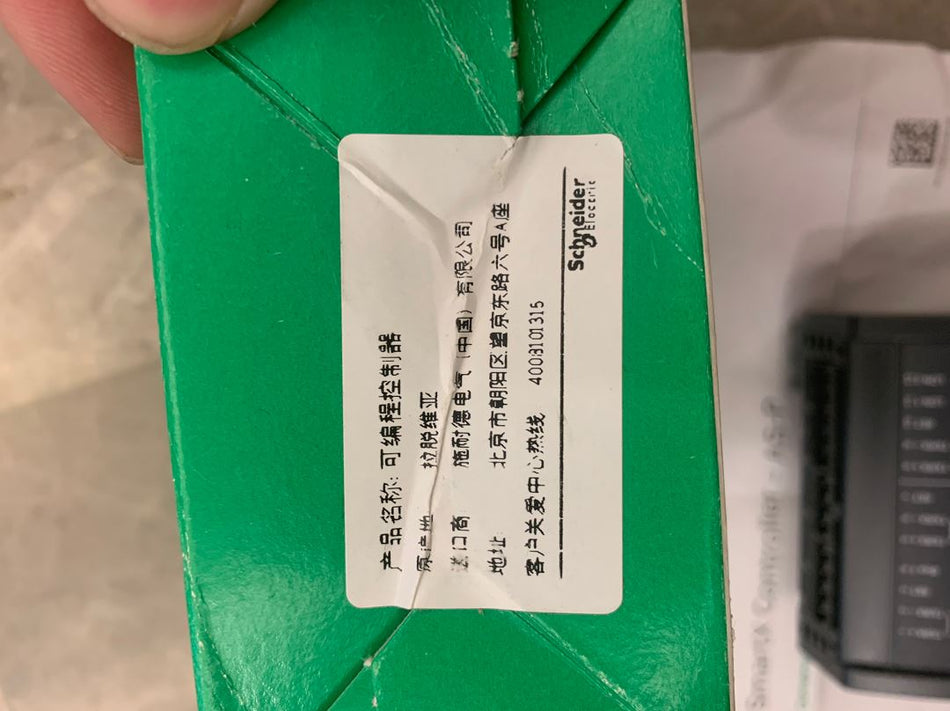 产品名称: 可编程控制器
原产地 拉脱维亚
进口商 施耐德电气（中国）有限公司
地址 北京市朝阳区望京东路六号A座
客户关爱中心热线 4008101315
Schneider
Electric
Smart Controller